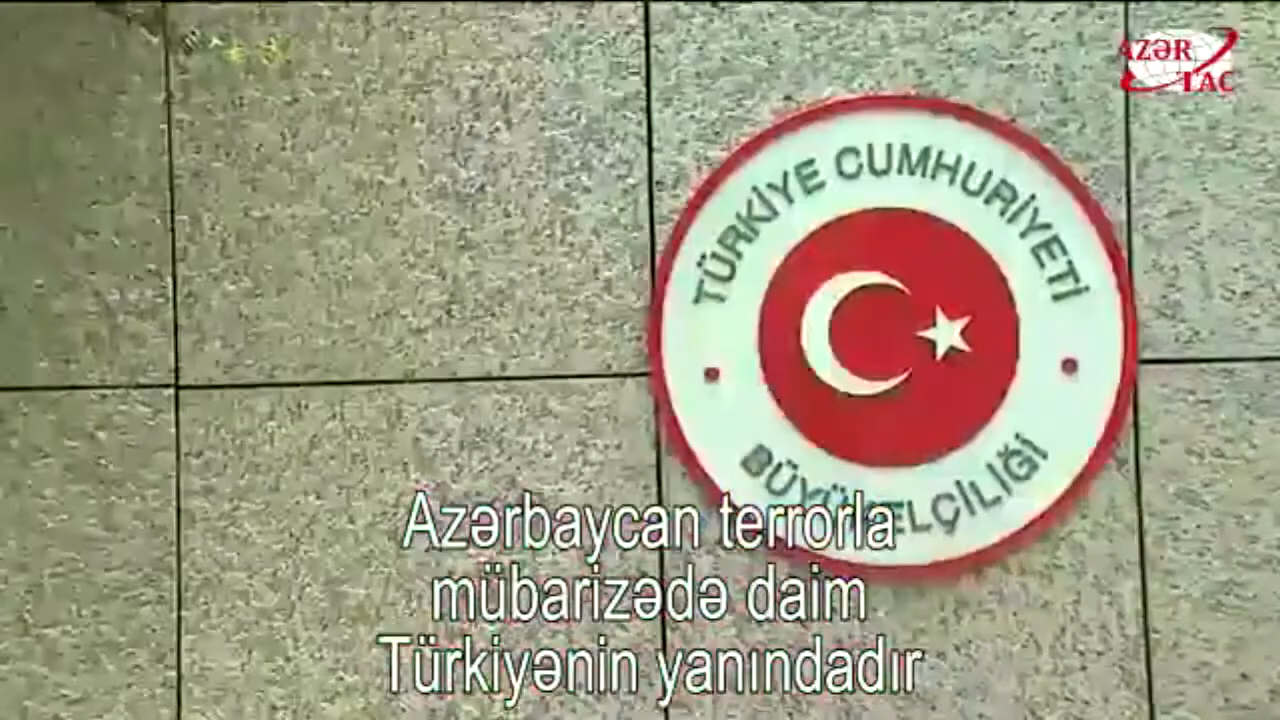 AZƏR
TAC
TÜRKİYE CUMHURİYETİ
BÜYÜKELÇİLİĞİ
Azərbaycan terrorla
mübarizədə daim
Türkiyənin yanındadır